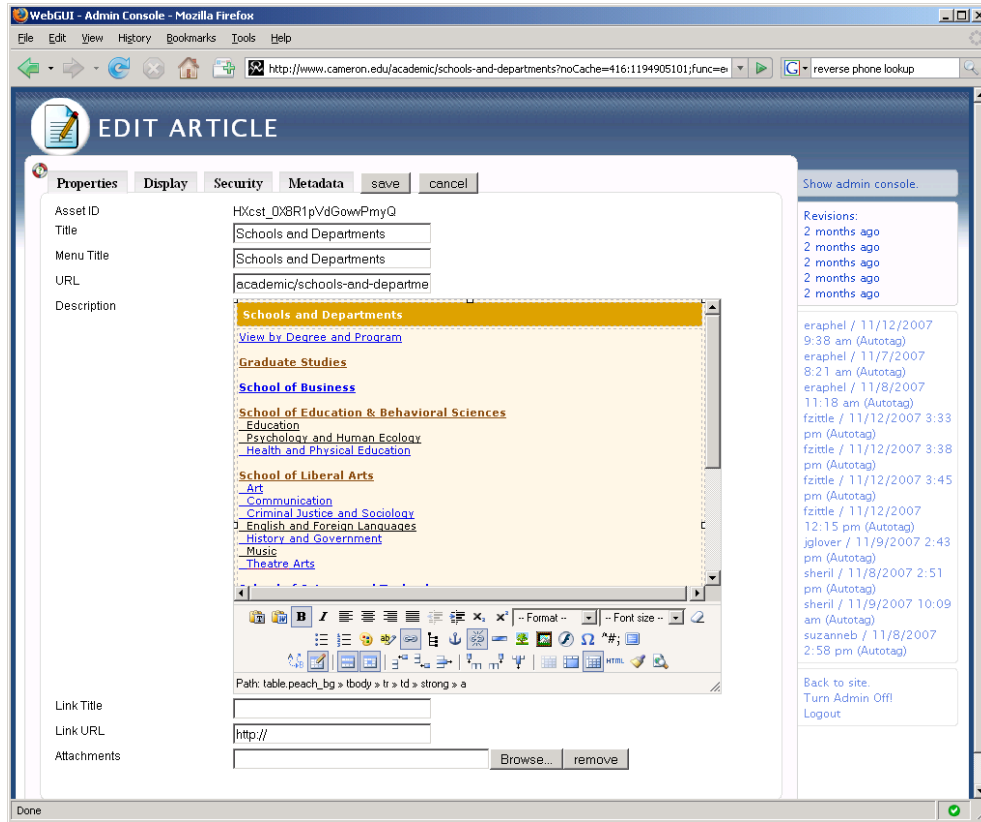 WebGUI - Admin Console - Mozilla Firefox
File Edit View History Bookmarks Tools Help
http://www.cameron.edu/academic/schools-and-departments?noCache=416:1194905101;func=e
G reverse phone lookup
EDIT ARTICLE
Properties Display Security Metadata save cancel
Asset ID HXcst_0X8R1pVdGowvPmyQ
Title Schools and Departments
Menu Title Schools and Departments
URL academic/schools-and-departme
Description
Schools and Departments
View by Degree and Program
Graduate Studies
School of Business
School of Education & Behavioral Sciences
Education
Psychology and Human Ecology
Health and Physical Education
School of Liberal Arts
Art
Communication
Criminal Justice and Sociology
English and Foreign Languages
History and Government
Music
Theatre Arts
B I x, x² -- Format -- -- Font size --
Ω ^#;
HTML
Path: table.peach_bg » tbody » tr » td » strong » a
Link Title
Link URL http://
Attachments Browse... remove
Show admin console.
Revisions:
2 months ago
2 months ago
2 months ago
2 months ago
2 months ago
eraphel / 11/12/2007
9:38 am (Autotag)
eraphel / 11/7/2007
8:21 am (Autotag)
eraphel / 11/8/2007
11:18 am (Autotag)
fzittle / 11/12/2007 3:33
pm (Autotag)
fzittle / 11/12/2007 3:38
pm (Autotag)
fzittle / 11/12/2007 3:45
pm (Autotag)
fzittle / 11/12/2007
12:15 pm (Autotag)
jglover / 11/9/2007 2:43
pm (Autotag)
sheril / 11/8/2007 2:51
pm (Autotag)
sheril / 11/9/2007 10:09
am (Autotag)
suzanneb / 11/8/2007
2:58 pm (Autotag)
Back to site.
Turn Admin Off!
Logout
Done